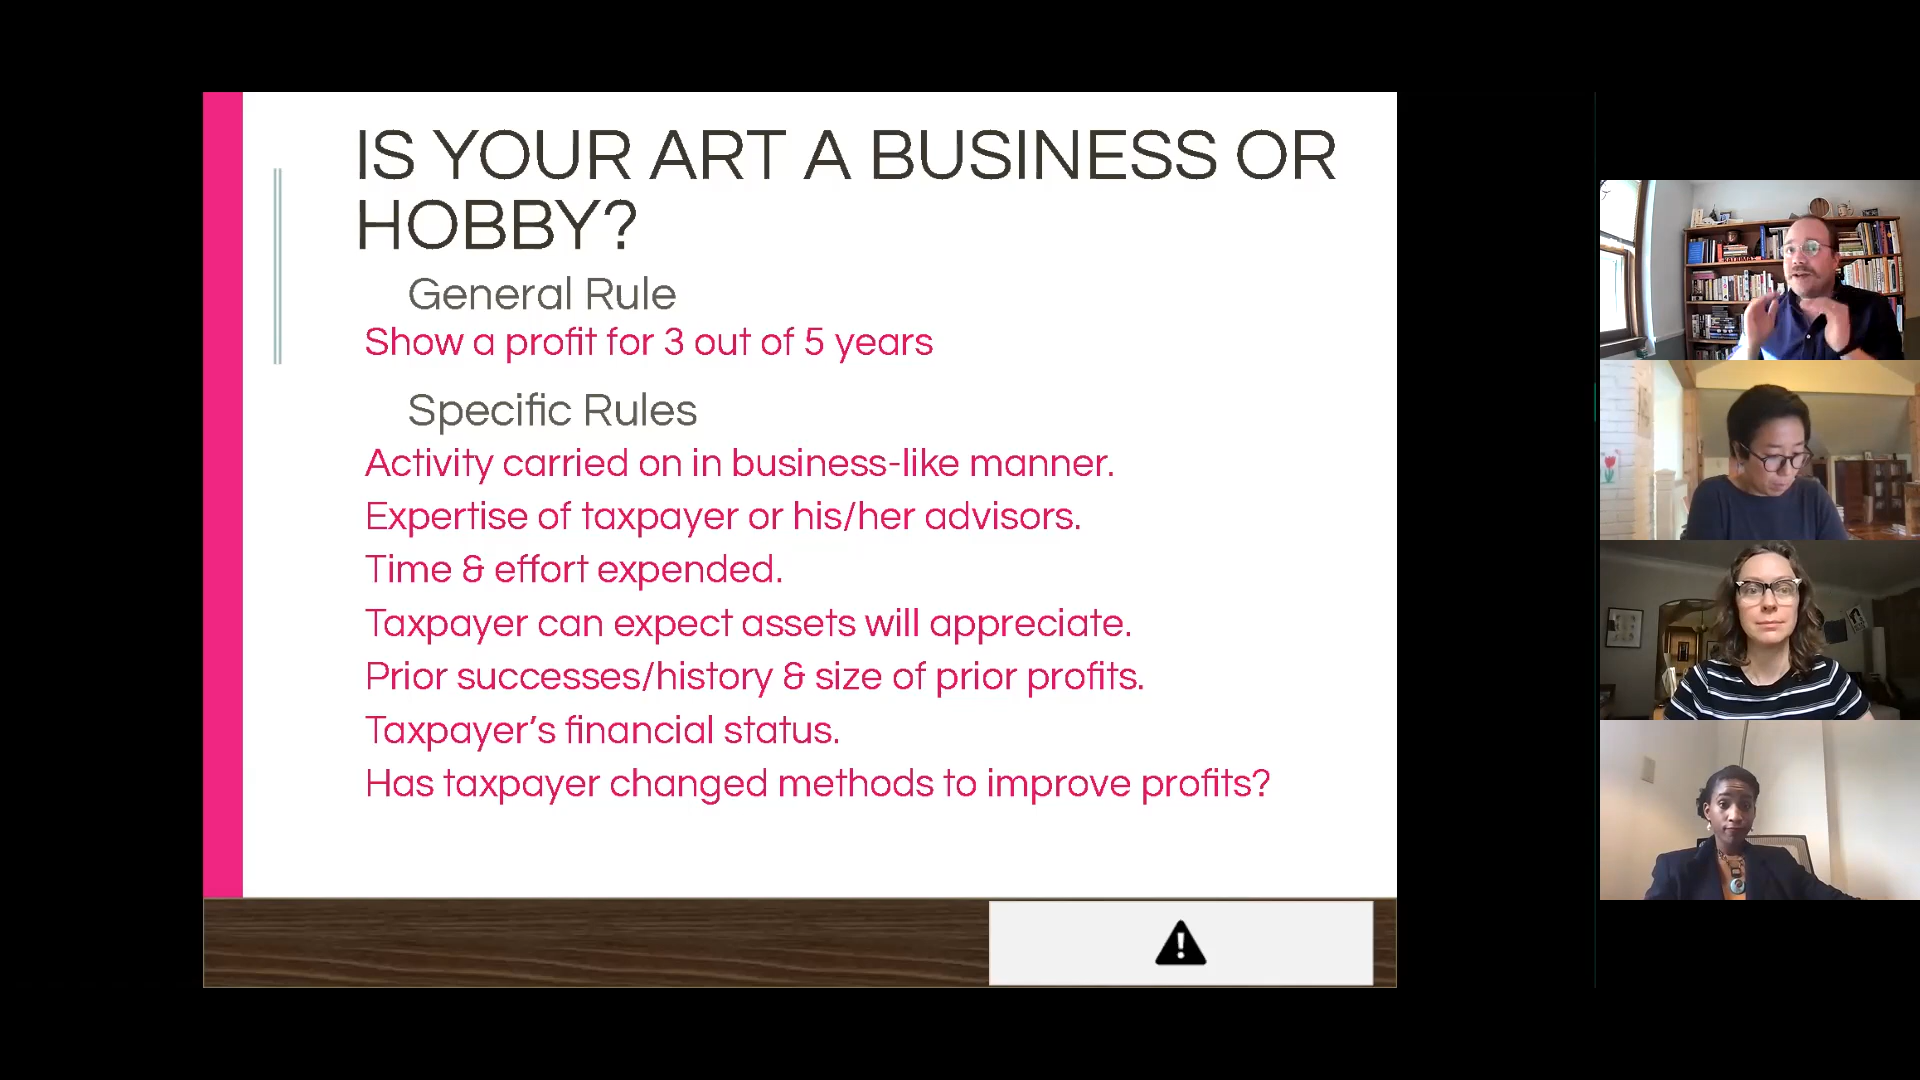 IS YOUR ART A BUSINESS OR
HOBBY?
General Rule
Show a profit for 3 out of 5 years
Specific Rules
Activity carried on in business-like manner.
Expertise of taxpayer or his/her advisors.
Time & effort expended.
Taxpayer can expect assets will appreciate.
Prior successes/history & size of prior profits.
Taxpayer’s financial status.
Has taxpayer changed methods to improve profits?